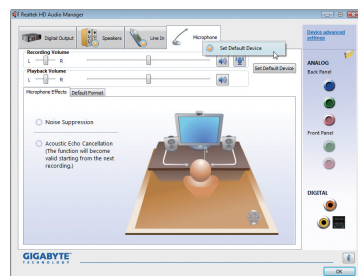 Realtek HD Audio Manager
Digital Output
Speakers
Line In
Microphone
Device advanced
settings
Set Default Device
Recording Volume
L
R
Set Default Device
Playback Volume
L
R
Microphone Effects
Default Format
Noise Suppression
Acoustic Echo Cancellation
(The function will become
valid starting from the next
recording.)
ANALOG
Back Panel
Front Panel
DIGITAL
GIGABYTE
TECHNOLOGY
i
OK